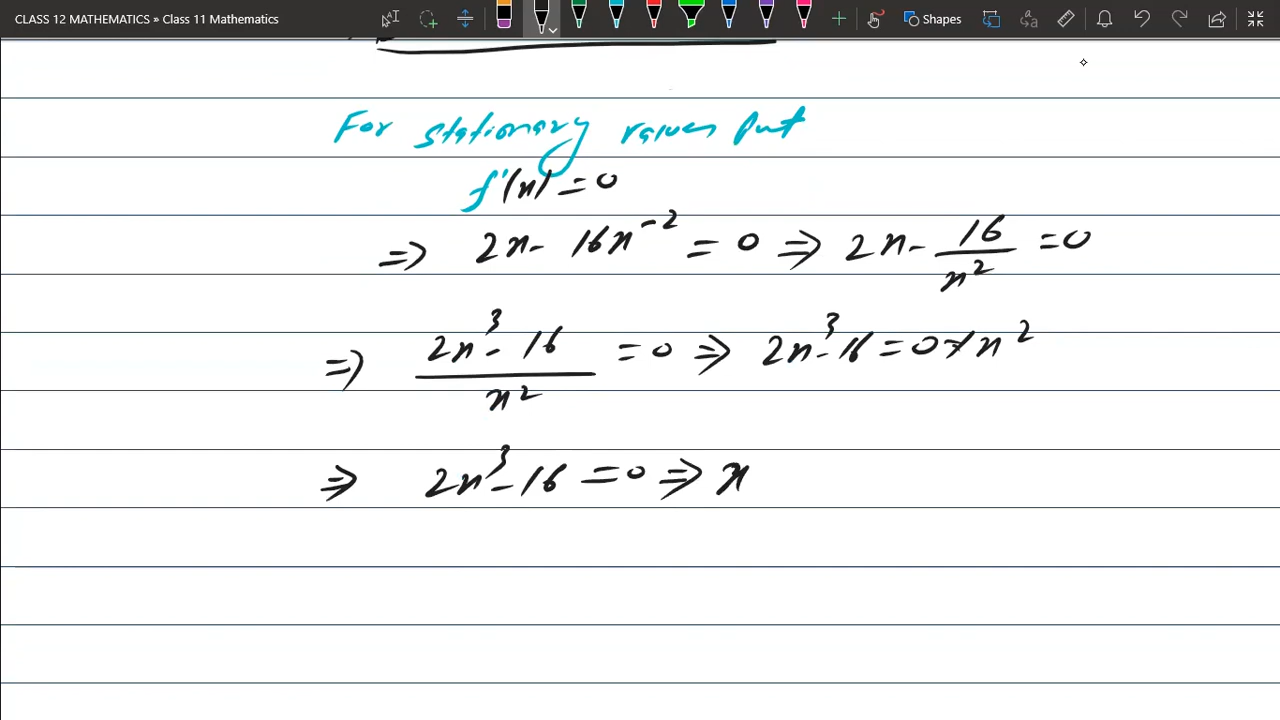 CLASS 12 MATHEMATICS » Class 11 Mathematics Shapes
For stationary values put
f'(x) = 0
=> 2x - 16x^-2 = 0 => 2x - 16/x^2 = 0
=> (2x^3 - 16)/x^2 = 0 => 2x^3 - 16 = 0 × x^2
=> 2x^3 - 16 = 0 => x